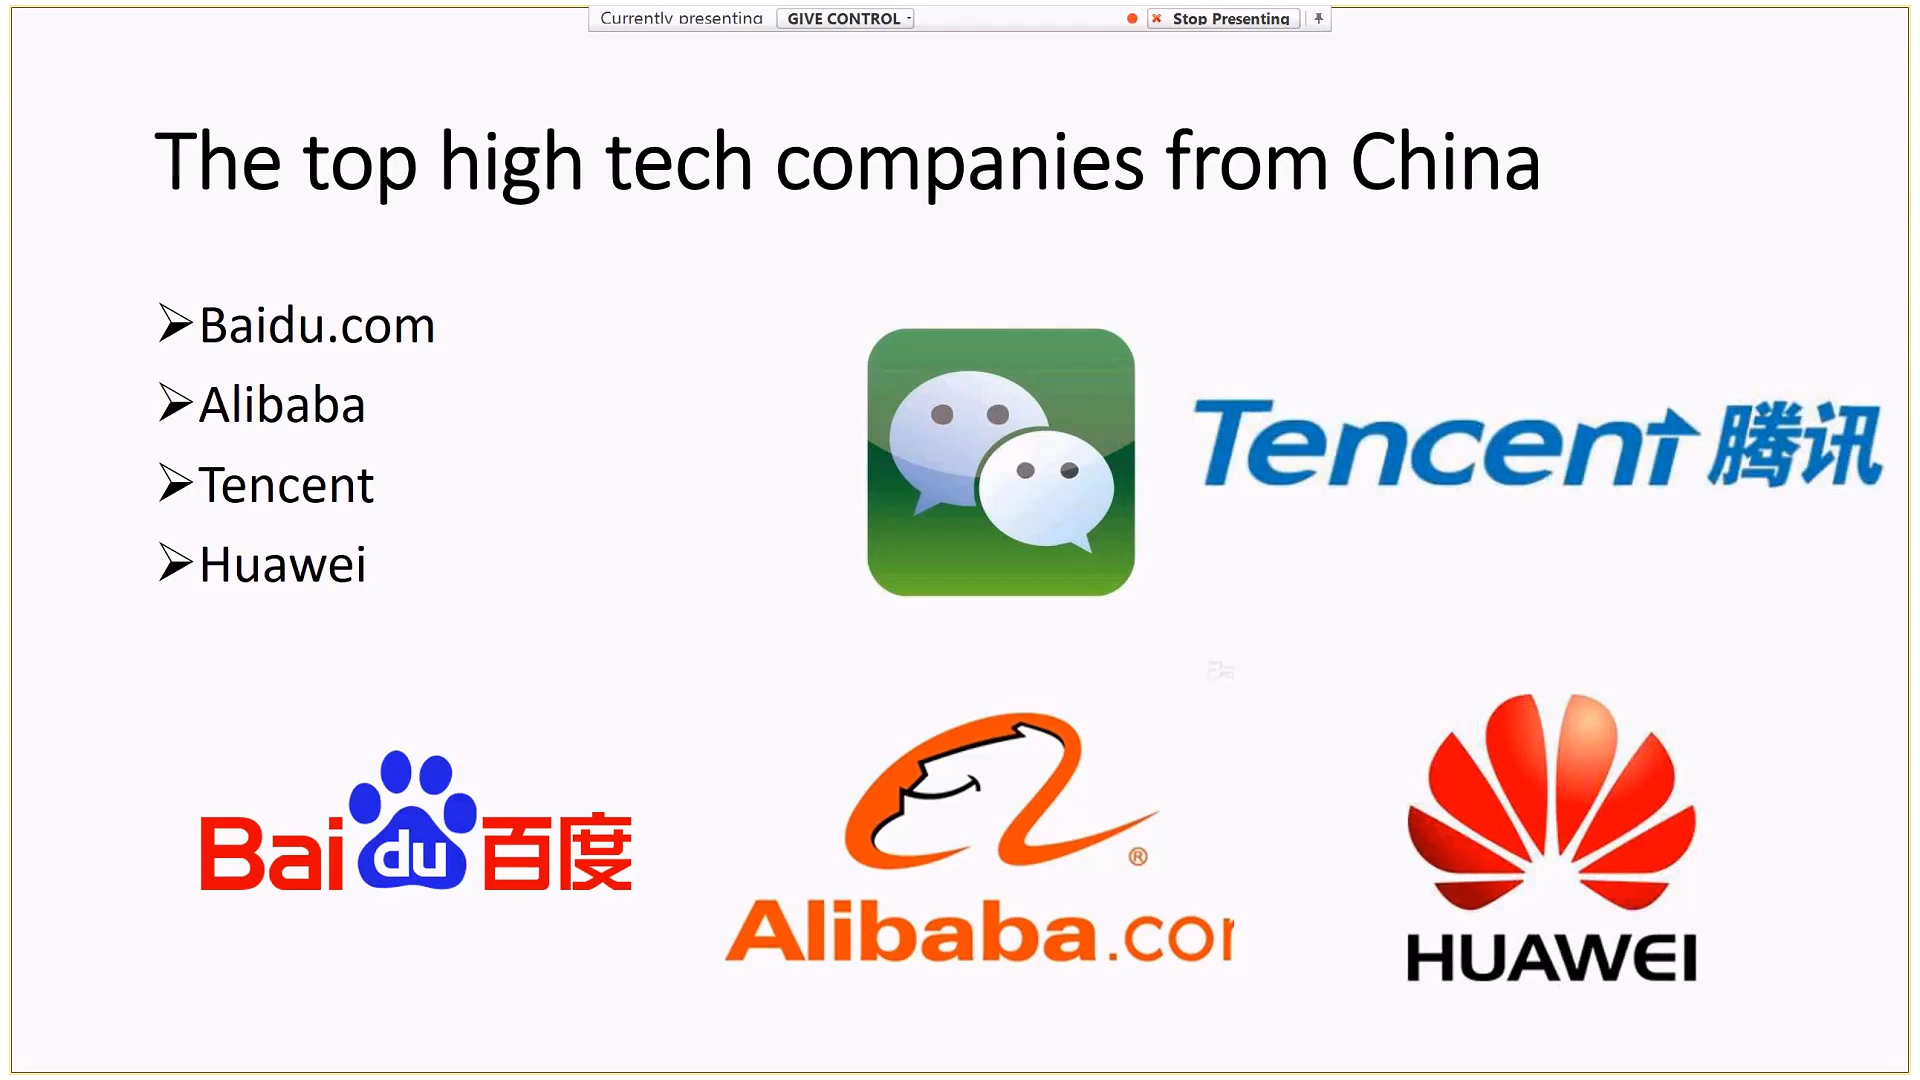 Currently presenting GIVE CONTROL Stop Presenting
The top high tech companies from China
Baidu.com
Alibaba
Tencent
Huawei
Tencent 腾讯
Bai du 百度
®
Alibaba.com
HUAWEI